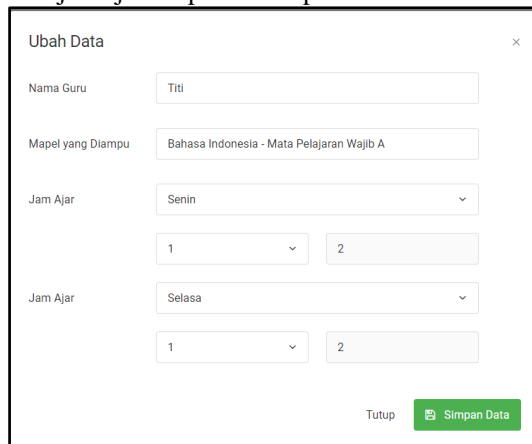 Ubah Data ×
Nama Guru Titi
Mapel yang Diampu Bahasa Indonesia - Mata Pelajaran Wajib A
Jam Ajar Senin
1 2
Jam Ajar Selasa
1 2
Tutup Simpan Data